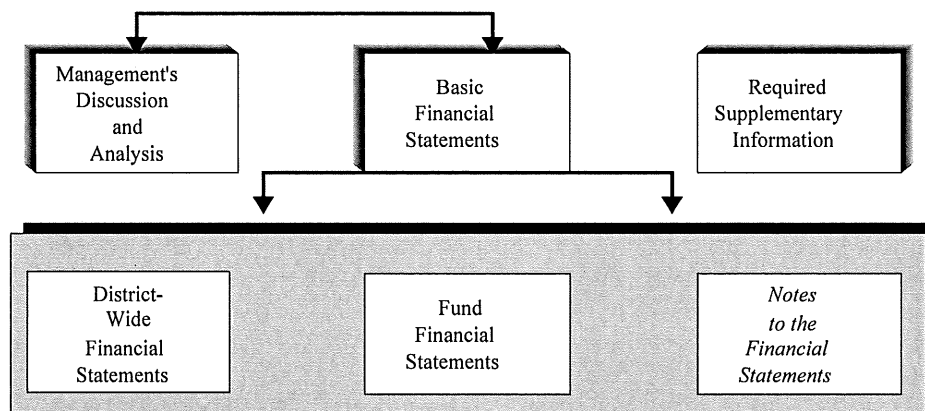 Management's
Discussion
and
Analysis
Basic
Financial
Statements
Required
Supplementary
Information
District-
Wide
Financial
Statements
Fund
Financial
Statements
Notes
to the
Financial
Statements